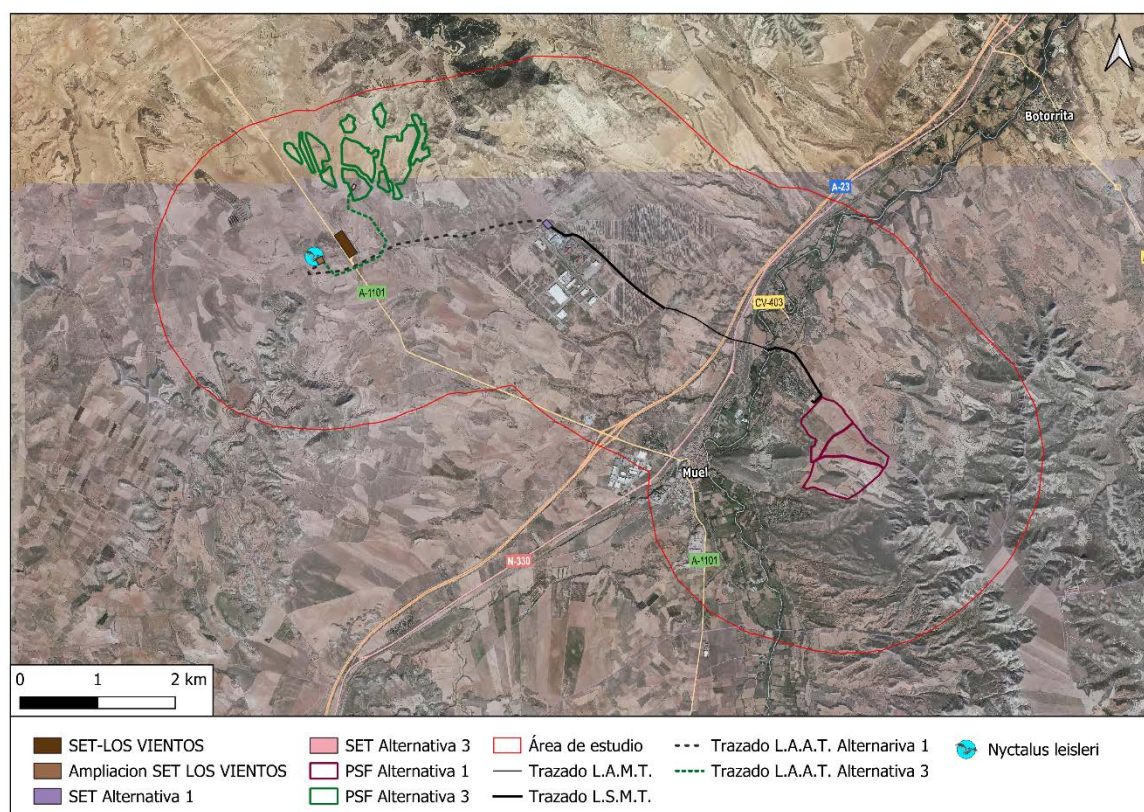 Botorrita
A-23
A-1101
CV-403
Muel
N-330
A-1101
0 1 2 km
SET-LOS VIENTOS
Ampliacion SET LOS VIENTOS
SET Alternativa 1
SET Alternativa 3
PSF Alternativa 1
PSF Alternativa 3
Área de estudio
Trazado L.A.M.T.
Trazado L.S.M.T.
Trazado L.A.A.T. Alternariva 1
Trazado L.A.A.T. Alternativa 3
Nyctalus leisleri